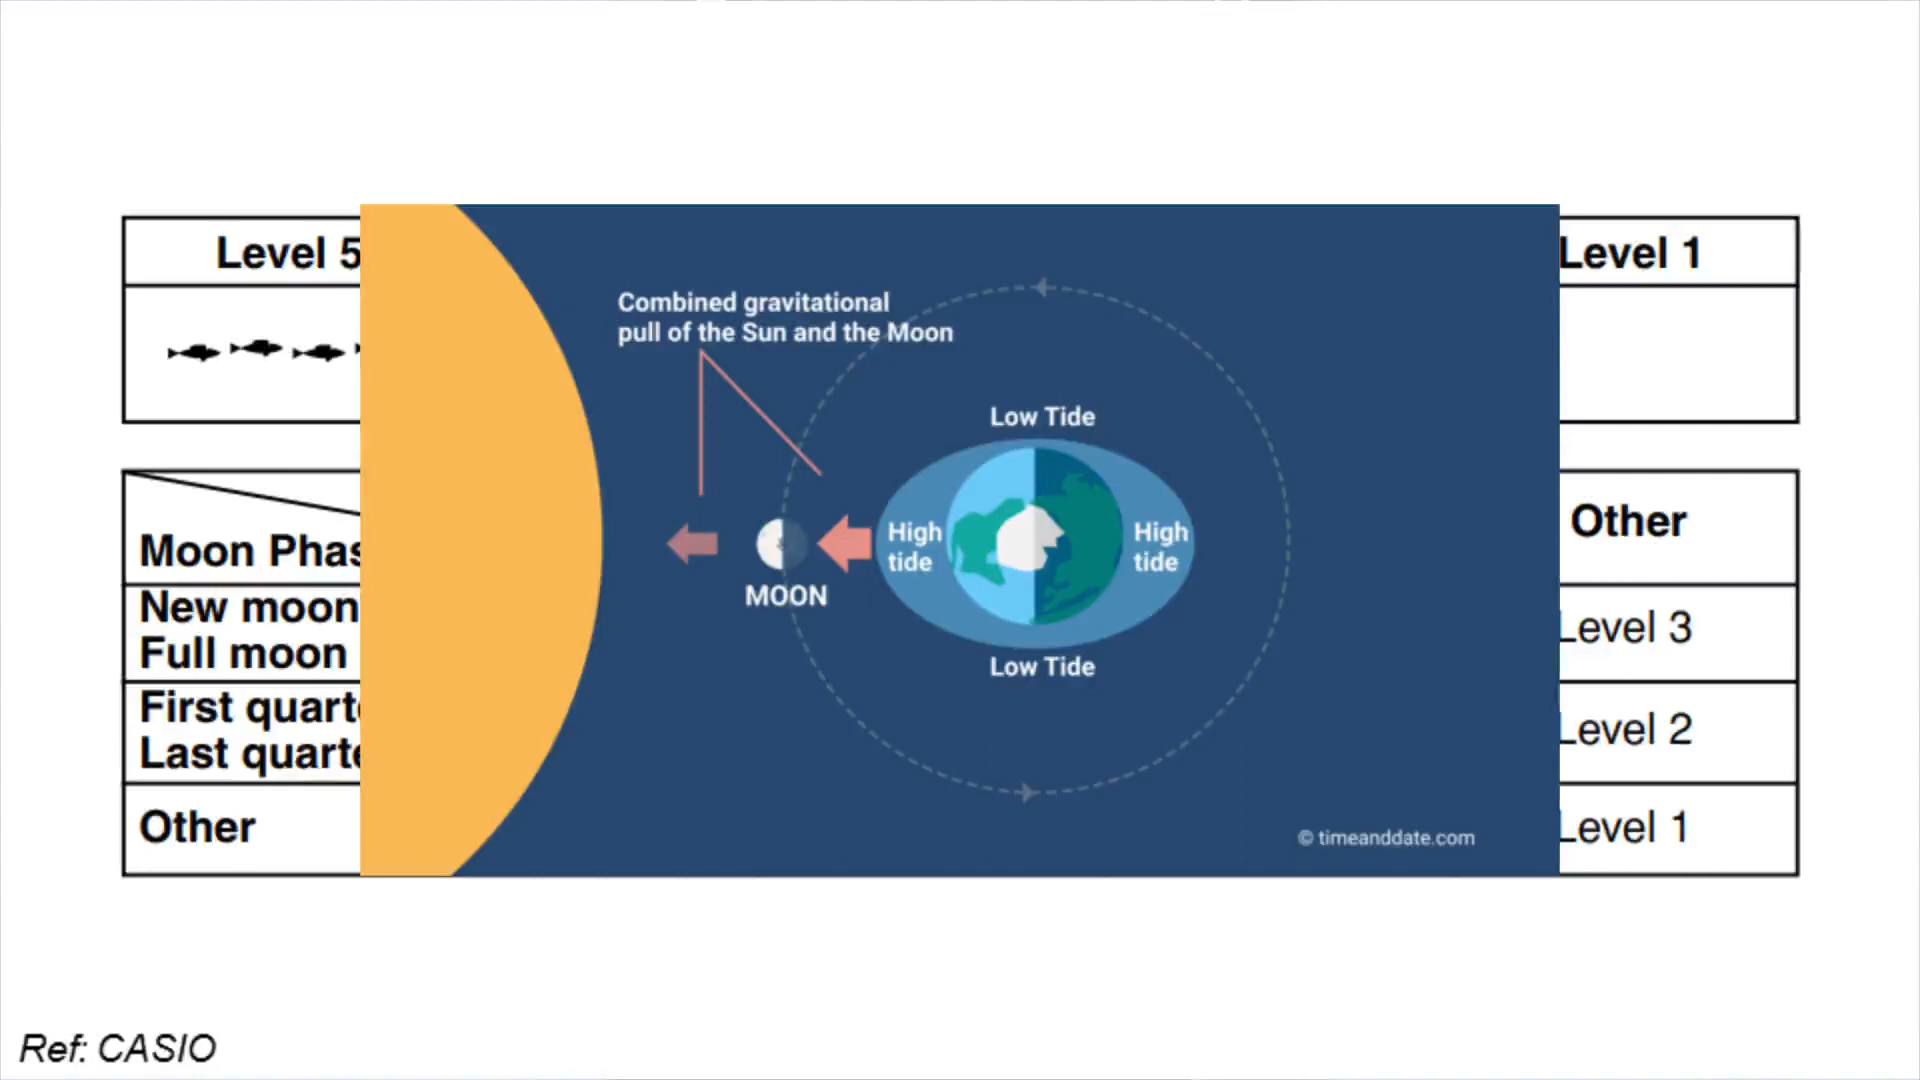 Level 5
Level 1
Combined gravitational
pull of the Sun and the Moon
Low Tide
High
tide
High
tide
MOON
Low Tide
© timeanddate.com
Moon Phas
Other
New moon
Full moon
Level 3
First quart
Last quarte
Level 2
Other
Level 1
Ref: CASIO